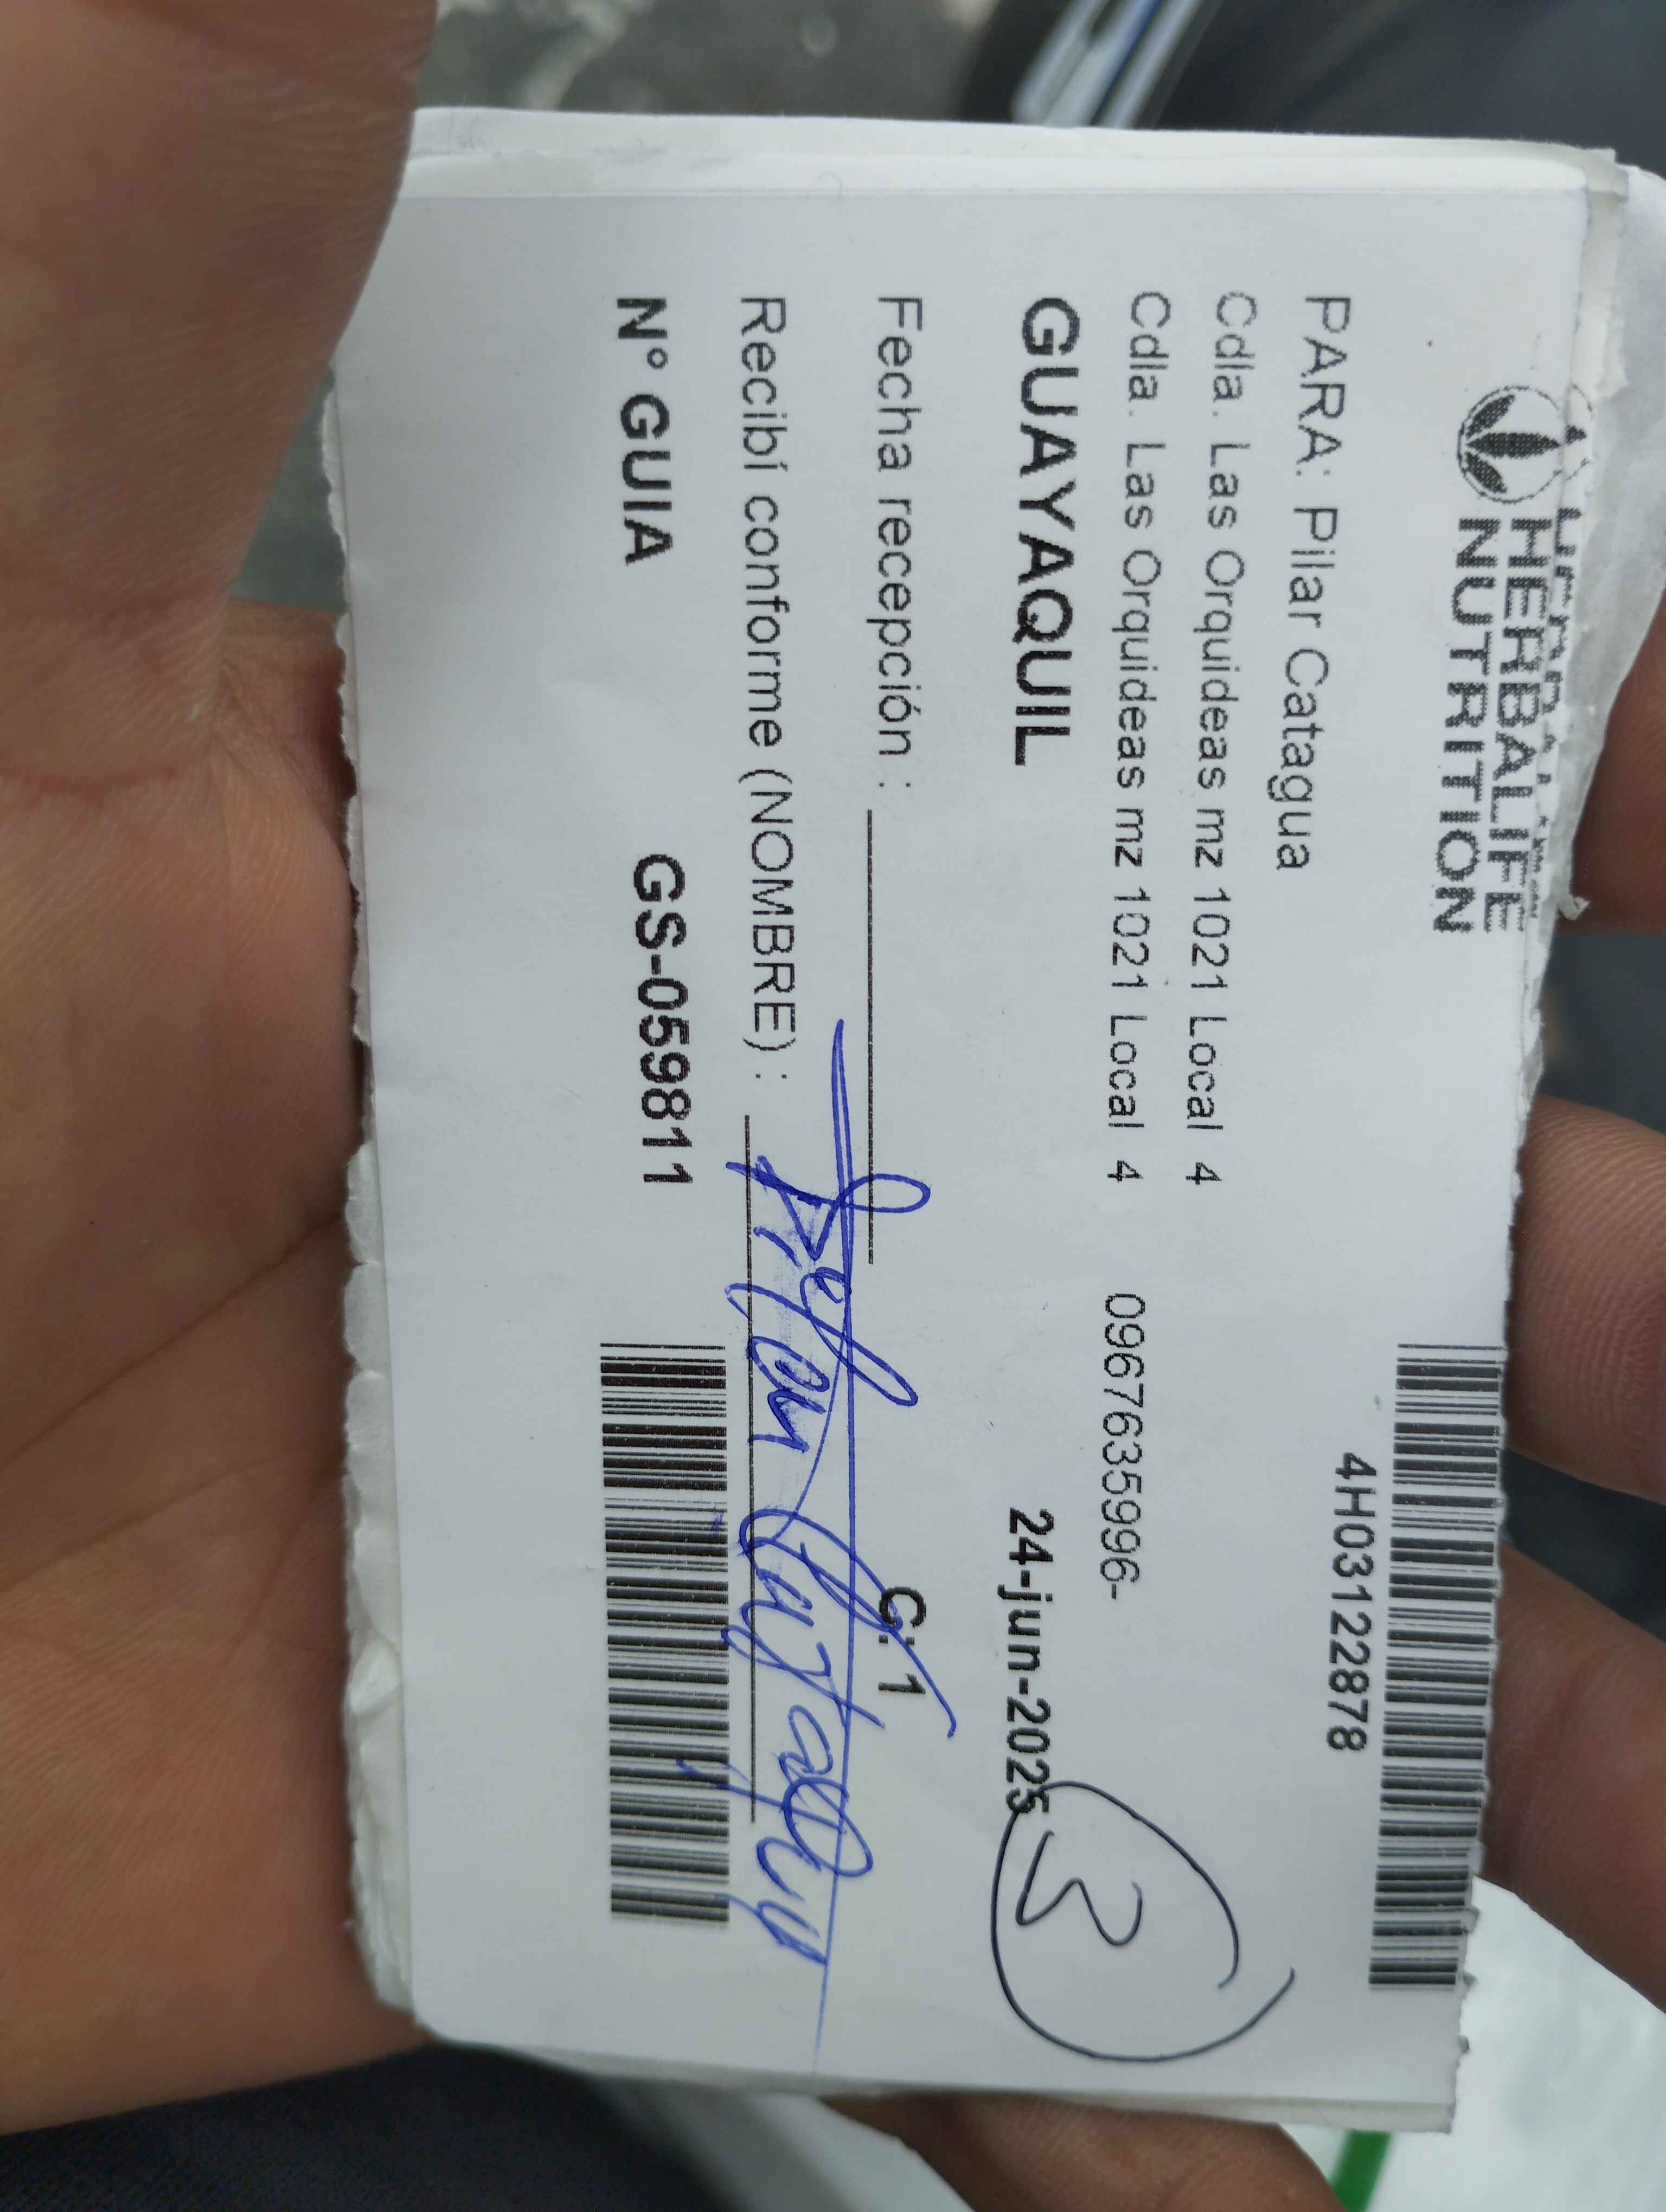 HERBALIFE
NUTRITION
4H03122878
PARA: Pilar Catagua
Cdla. Las Orquideas mz 1021 Local 4
Cdla. Las Orquideas mz 1021 Local 4 0967635996-
GUAYAQUIL 24-jun-2025
3
Fecha recepción : G: 1
Recibí conforme (NOMBRE) :
N° GUIA GS-059811